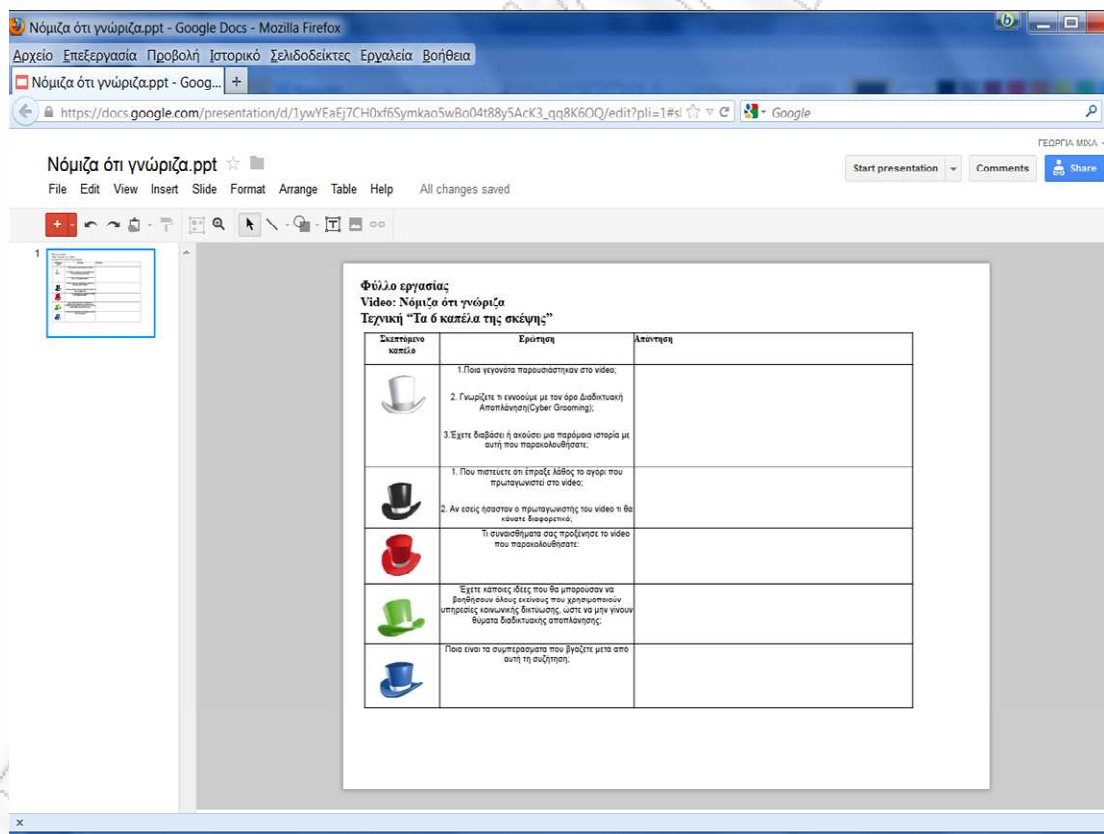 Νόμιζα ότι γνώριζα.ppt - Google Docs - Mozilla Firefox
Αρχείο Επεξεργασία Προβολή Ιστορικό Σελιδοδείκτες Εργαλεία Βοήθεια
Νόμιζα ότι γνώριζα.ppt - Goog... +
https://docs.google.com/presentation/d/1ywYEaEj7CH0xf6Symkao5wBo04t88y5AcK3_qq8K6OQ/edit?pli=1#sl Google
ΓΕΩΡΓΙΑ ΜΙΧΑ
Νόμιζα ότι γνώριζα.ppt
Start presentation Comments Share
File Edit View Insert Slide Format Arrange Table Help All changes saved
1
Φύλλο εργασίας
Video: Νόμιζα ότι γνώριζα
Τεχνική “Τα 6 καπέλα της σκέψης”
Σκεπτόμενο Ερώτηση Απάντηση
καπέλο
1.Ποια γεγονότα παρουσιάστηκαν στο video;
2. Γνωρίζετε τι εννοούμε με τον όρο Διαδικτυακή
Αποπλάνηση(Cyber Grooming);
3.Έχετε διαβάσει ή ακούσει μια παρόμοια ιστορία με
αυτή που παρακολουθήσατε;
1. Που πιστεύετε ότι έπραξε λάθος το αγόρι που
πρωταγωνιστεί στο video;
2. Αν εσείς ήσασταν ο πρωταγωνιστής του video τι θα
κάνατε διαφορετικό;
Τι συναισθήματα σας προξένησε το video
που παρακολουθήσατε:
Έχετε κάποιες ιδέες που θα μπορούσαν να
βοηθήσουν όλους εκείνους που χρησιμοποιούν
υπηρεσίες κοινωνικής δικτύωσης, ώστε να μην γίνουν
θύματα διαδικτυακής αποπλάνησης;
Ποια είναι τα συμπεράσματα που βγάζετε μετά από
αυτή τη συζήτηση;
x